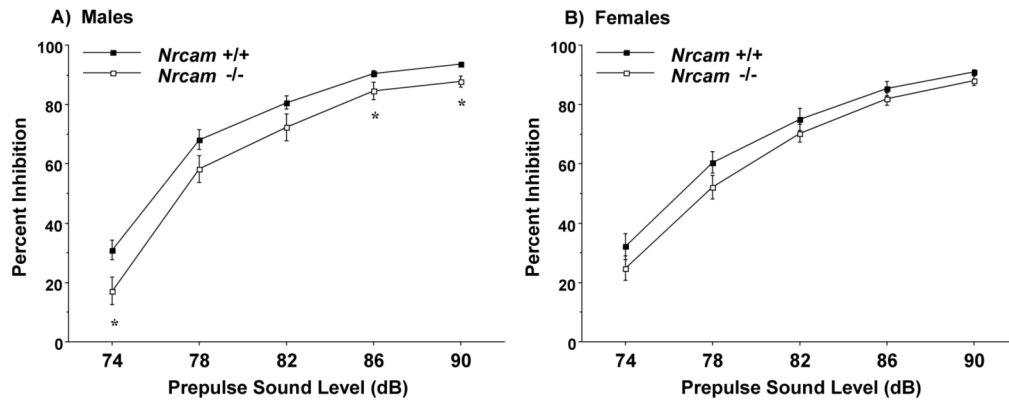 A) Males
Nrcam +/+
Nrcam -/-
Percent Inhibition
100
80
60
40
20
0
*
*
*
74 78 82 86 90
Prepulse Sound Level (dB)
B) Females
Nrcam +/+
Nrcam -/-
Percent Inhibition
100
80
60
40
20
0
74 78 82 86 90
Prepulse Sound Level (dB)